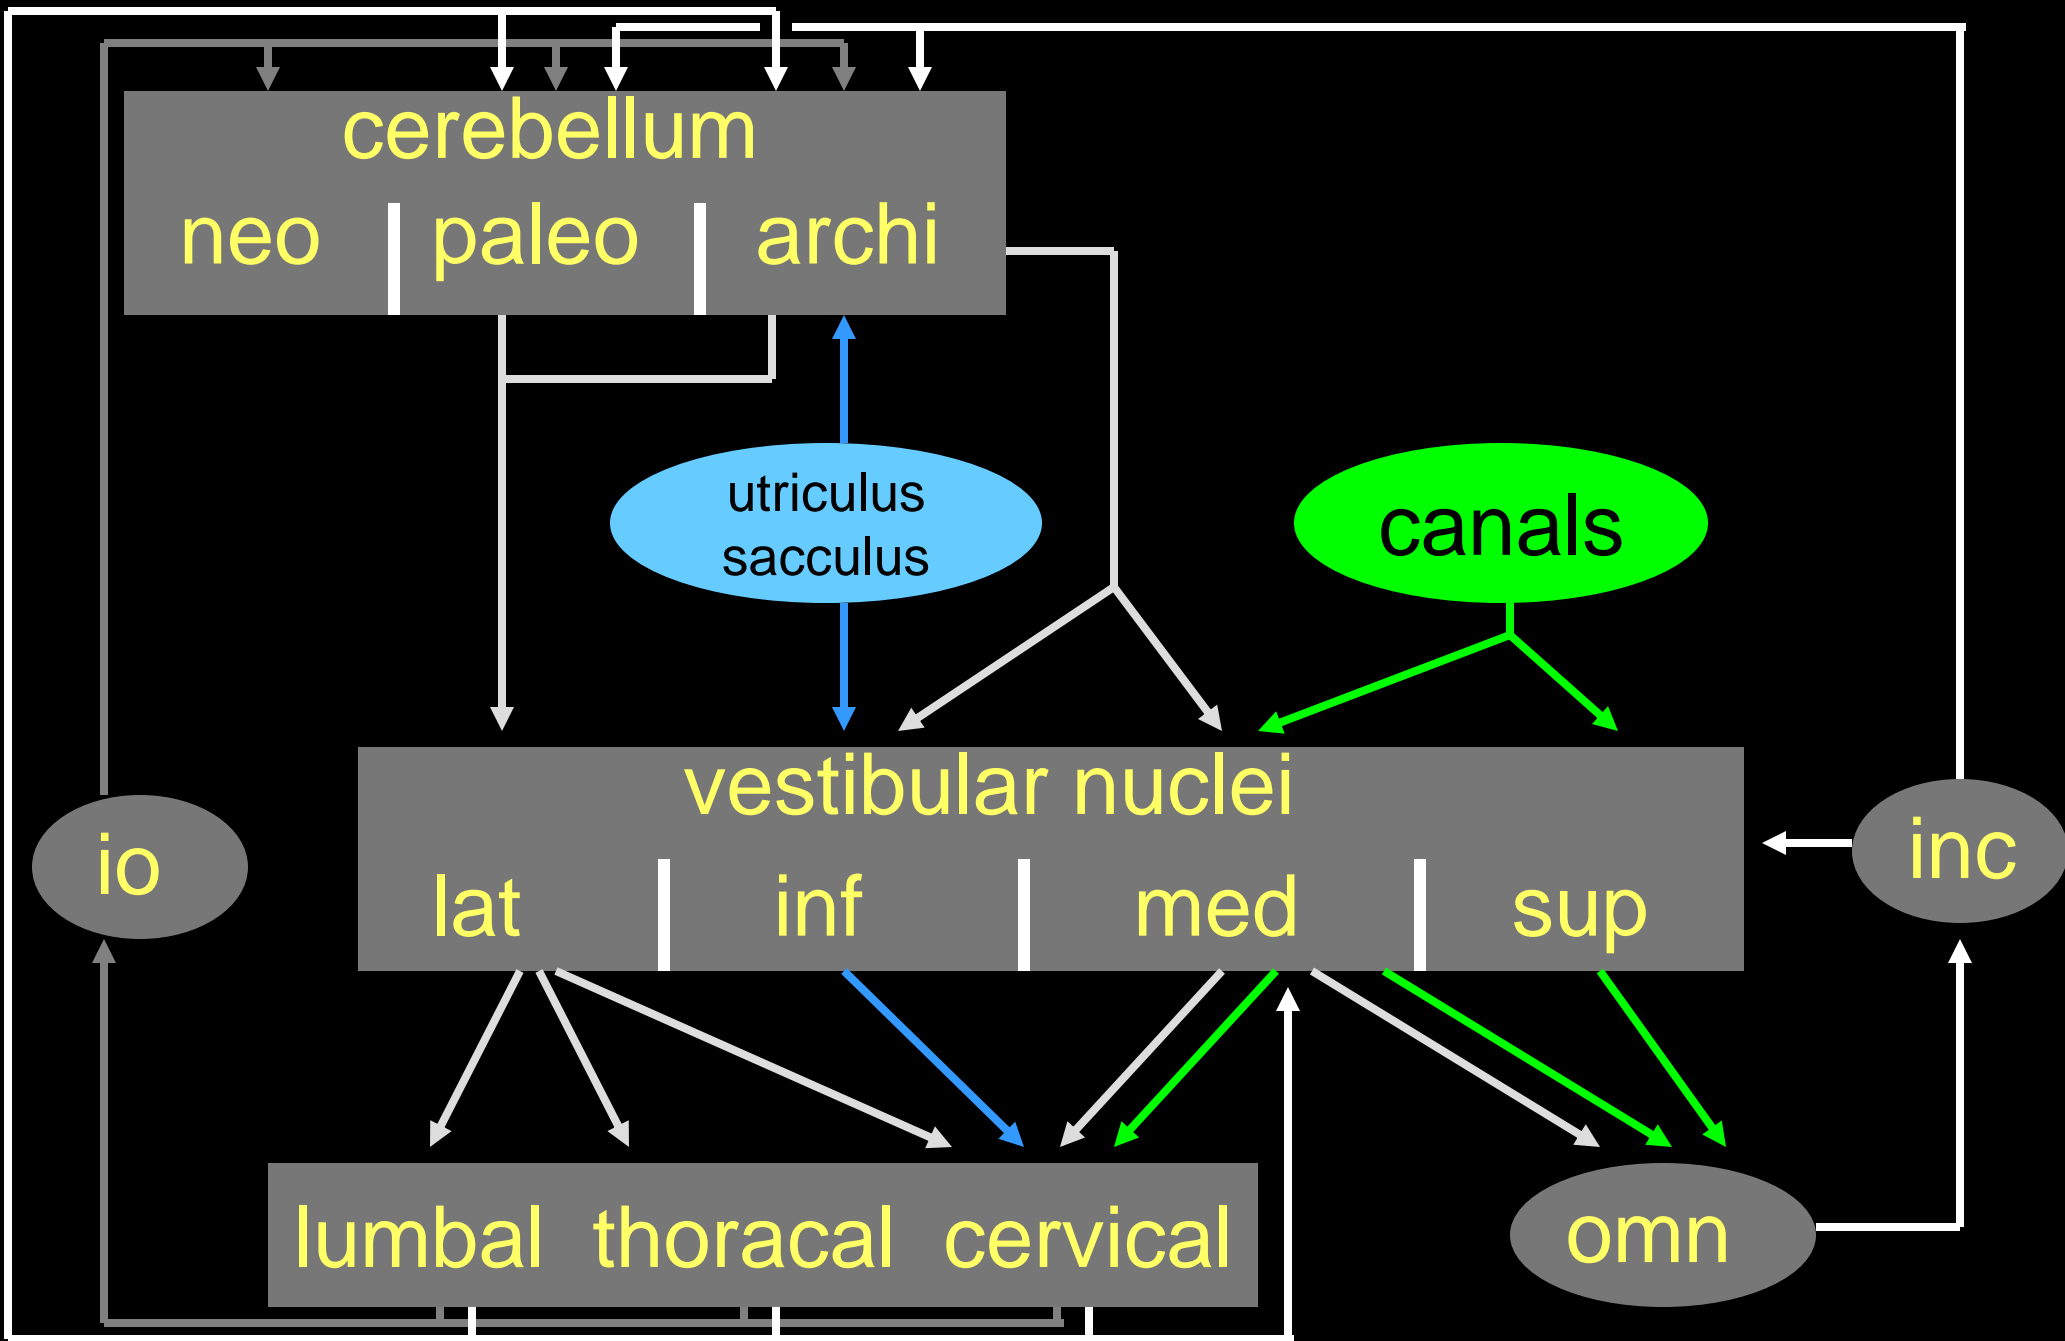 cerebellum
neo paleo archi
utriculus
sacculus
canals
vestibular nuclei
io
lat inf med sup
inc
lumbal thoracal cervical
omn